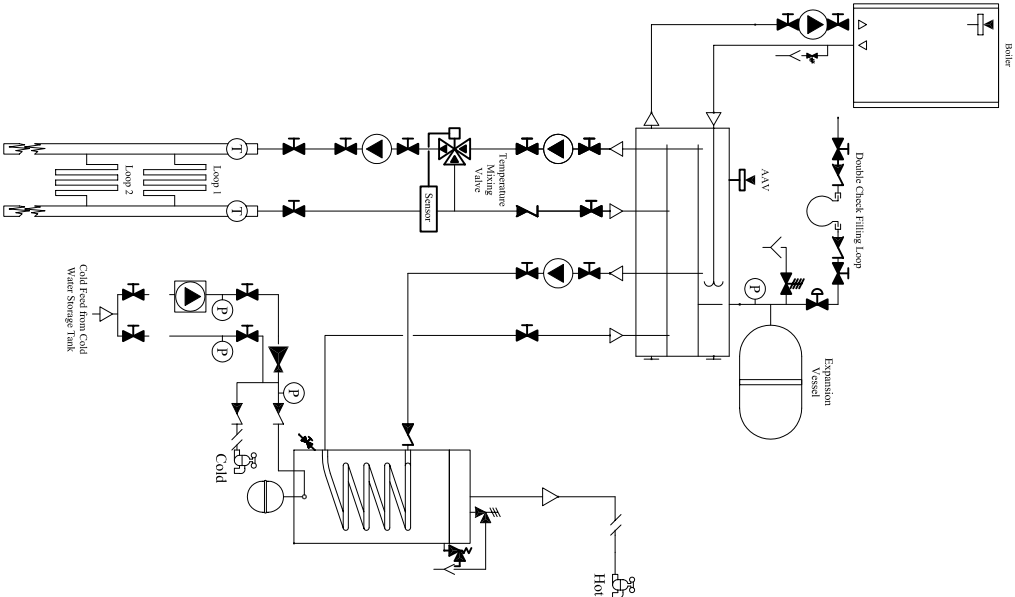 Boiler
Double Check Filling Loop
AAV
Temperature
Mixing
Valve
Sensor
T
T
Loop 1
Loop 2
P
Expansion
Vessel
Cold Feed from Cold
Water Storage Tank
P
P
P
Cold
Hot